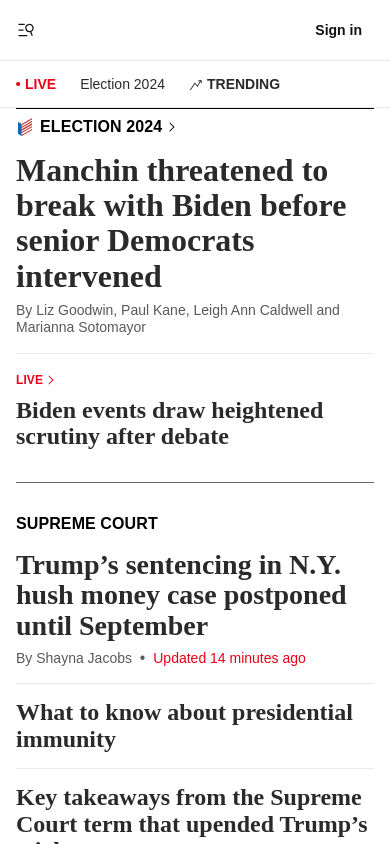 Sign in
LIVE
Election 2024
TRENDING
ELECTION 2024
Manchin threatened to
break with Biden before
senior Democrats
intervened
By Liz Goodwin, Paul Kane, Leigh Ann Caldwell and
Marianna Sotomayor
LIVE
Biden events draw heightened
scrutiny after debate
SUPREME COURT
Trump’s sentencing in N.Y.
hush money case postponed
until September
By Shayna Jacobs • Updated 14 minutes ago
What to know about presidential
immunity
Key takeaways from the Supreme
Court term that upended Trump’s